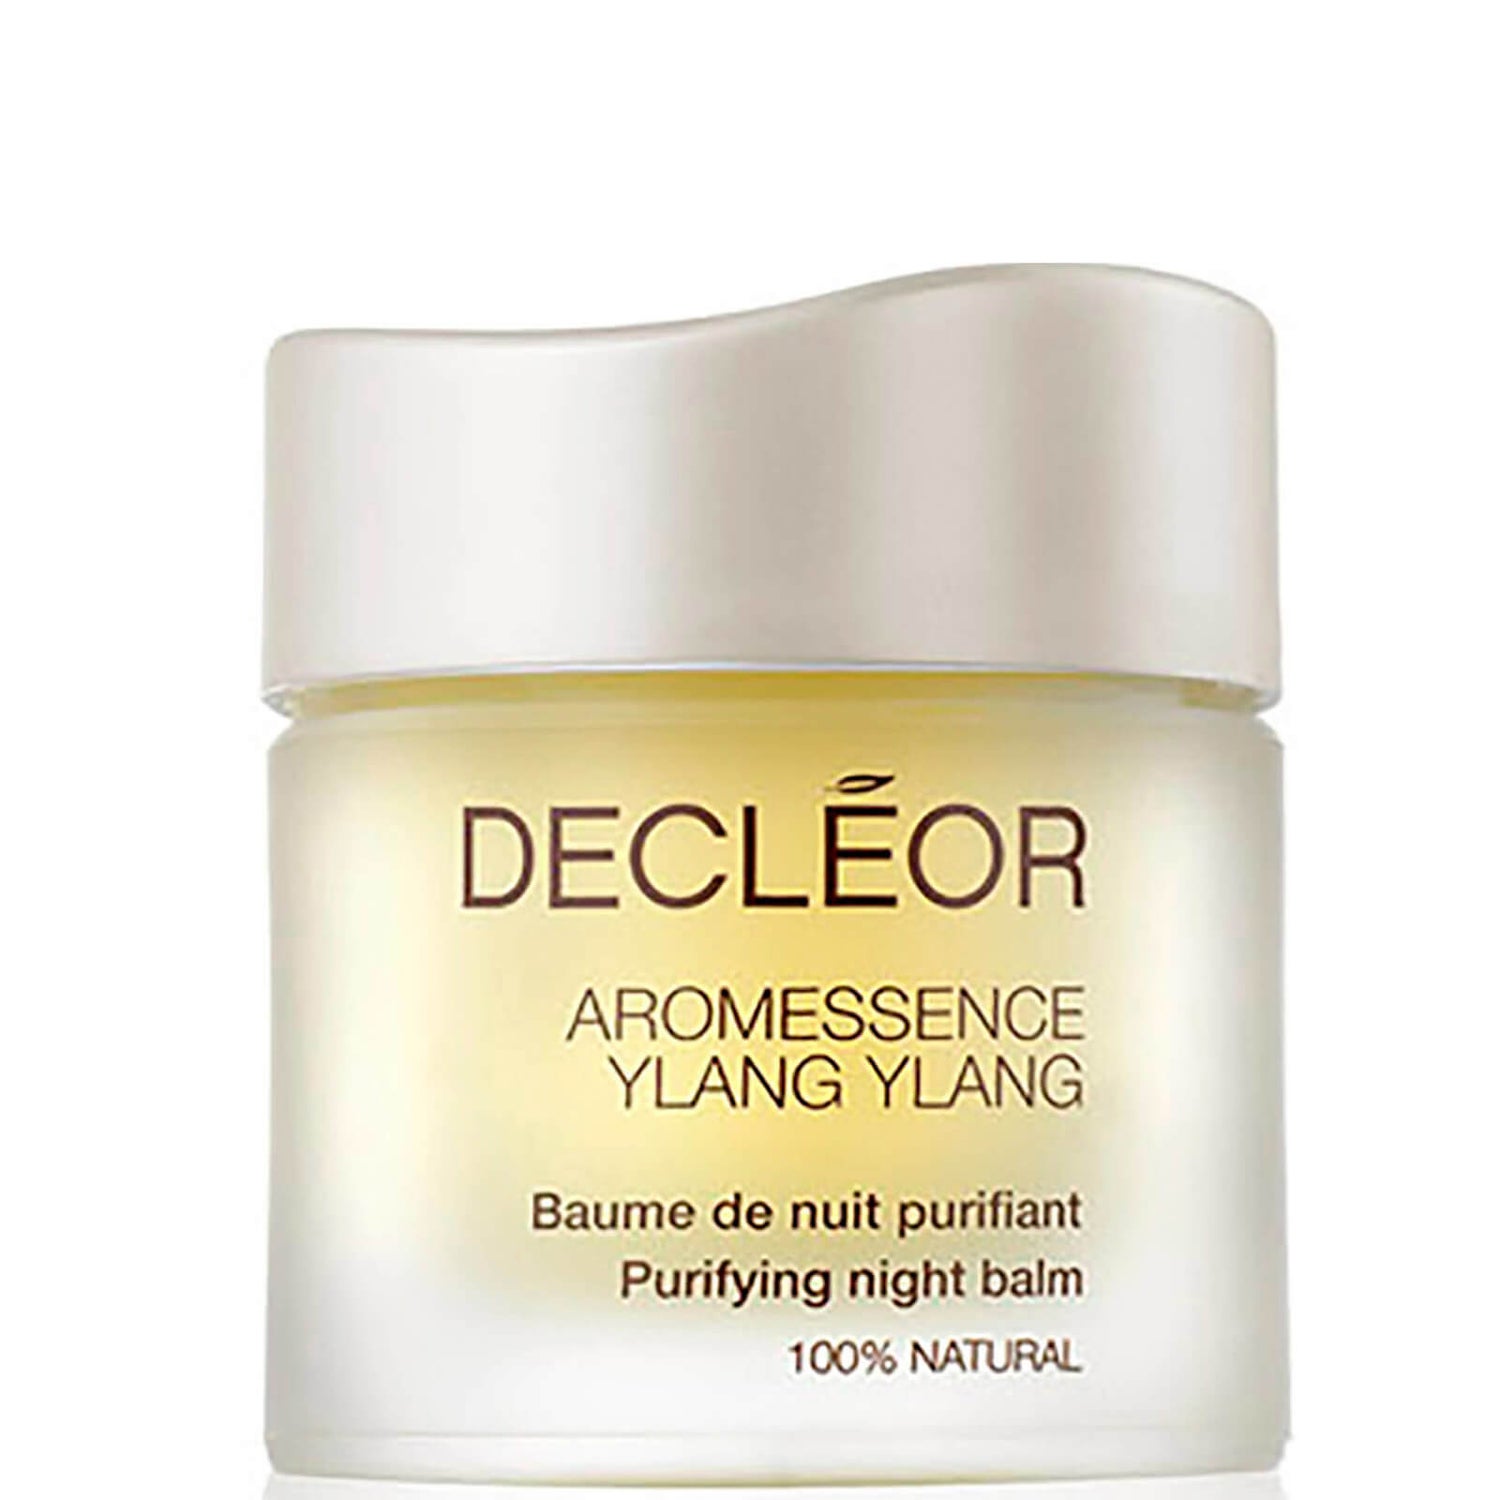 DECLÉOR
AROMESSENCE
YLANG YLANG
Baume de nuit purifiant
Purifying night balm
100% NATURAL